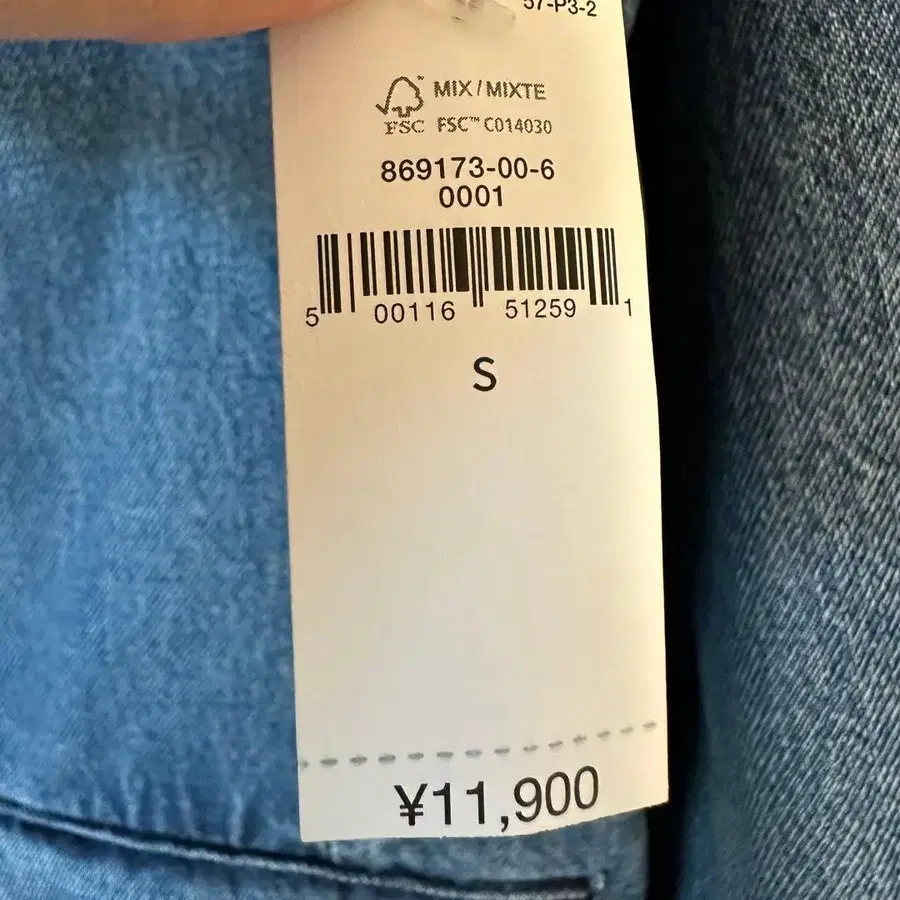 57-P3-2
MIX/MIXTE
FSC FSC™ C014030
869173-00-6
0001
5 00116 51259 1
S
¥11,900